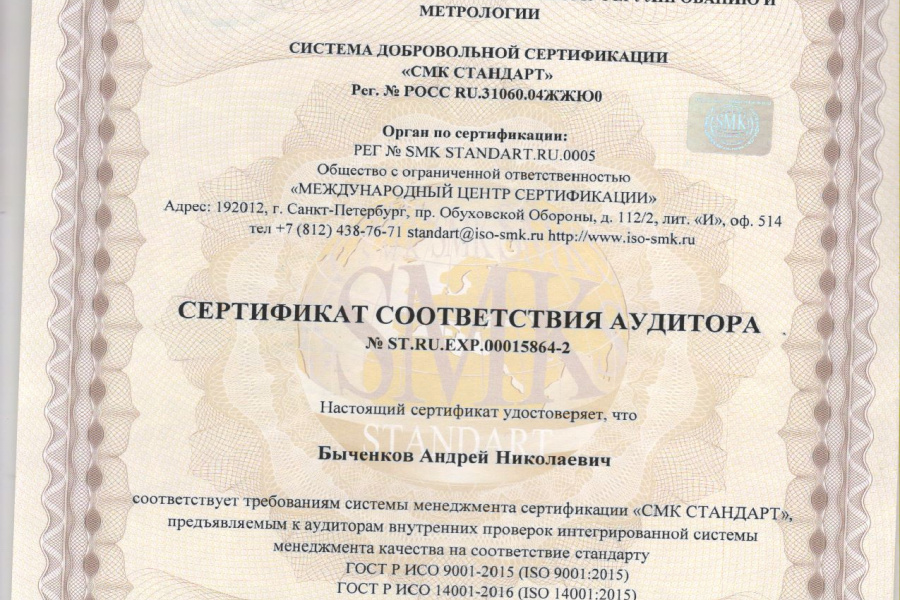 МЕТРОЛОГИИ
СИСТЕМА ДОБРОВОЛЬНОЙ СЕРТИФИКАЦИИ
«СМК СТАНДАРТ»
Рег. № РОСС RU.31060.04ЖЖЮ0
SMK
Орган по сертификации:
РЕГ № SMK STANDART.RU.0005
Общество с ограниченной ответственностью
«МЕЖДУНАРОДНЫЙ ЦЕНТР СЕРТИФИКАЦИИ»
Адрес: 192012, г. Санкт-Петербург, пр. Обуховской Обороны, д. 112/2, лит. «И», оф. 514
тел +7 (812) 438-76-71 standart@iso-smk.ru http://www.iso-smk.ru
SMK
СЕРТИФИКАТ СООТВЕТСТВИЯ АУДИТОРА
№ ST.RU.EXP.00015864-2
Настоящий сертификат удостоверяет, что
STANDART
Быченков Андрей Николаевич
соответствует требованиям системы менеджмента сертификации «СМК СТАНДАРТ»,
предъявляемым к аудиторам внутренних проверок интегрированной системы
менеджмента качества на соответствие стандарту
ГОСТ Р ИСО 9001-2015 (ISO 9001:2015)
ГОСТ Р ИСО 14001-2016 (ISO 14001:2015)